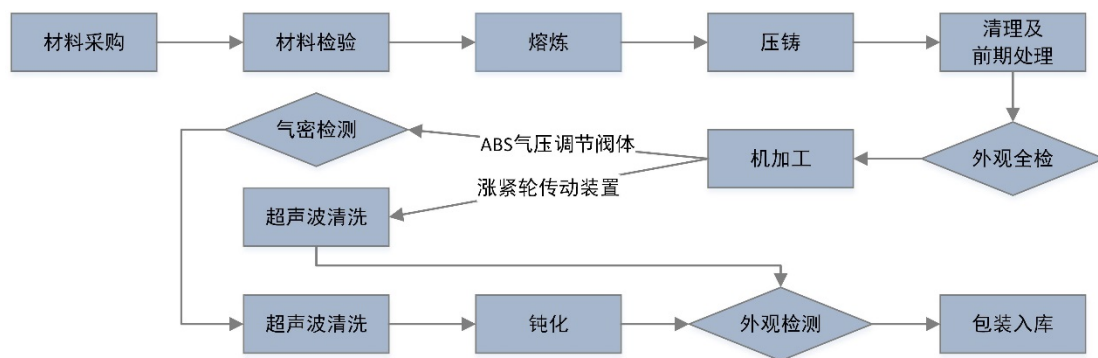 材料采购
材料检验
熔炼
压铸
清理及
前期处理
外观全检
机加工
ABS气压调节阀体
气密检测
涨紧轮传动装置
超声波清洗
超声波清洗
钝化
外观检测
包装入库